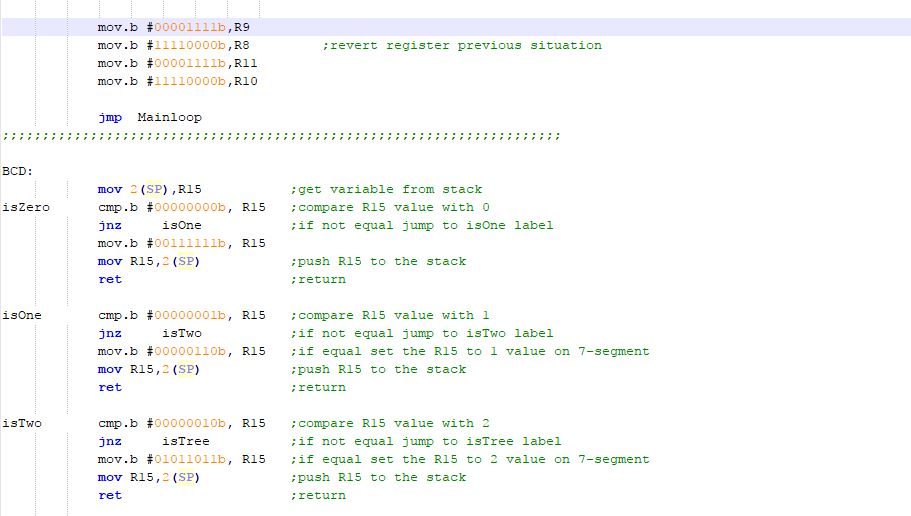 mov.b #00001111b,R9
mov.b #11110000b,R8 ;revert register previous situation
mov.b #00001111b,R11
mov.b #11110000b,R10
jmp Mainloop
;;;;;;;;;;;;;;;;;;;;;;;;;;;;;;;;;;;;;;;;;;;;;;;;;;;;;;;;;;;;;;;;;;;;;;
BCD:
mov 2(SP),R15 ;get variable from stack
isZero cmp.b #00000000b, R15 ;compare R15 value with 0
jnz isOne ;if not equal jump to isOne label
mov.b #00111111b, R15
mov R15,2(SP) ;push R15 to the stack
ret ;return
isOne cmp.b #00000001b, R15 ;compare R15 value with 1
jnz isTwo ;if not equal jump to isTwo label
mov.b #00000110b, R15 ;if equal set the R15 to 1 value on 7-segment
mov R15,2(SP) ;push R15 to the stack
ret ;return
isTwo cmp.b #00000010b, R15 ;compare R15 value with 2
jnz isTree ;if not equal jump to isTree label
mov.b #01011011b, R15 ;if equal set the R15 to 2 value on 7-segment
mov R15,2(SP) ;push R15 to the stack
ret ;return